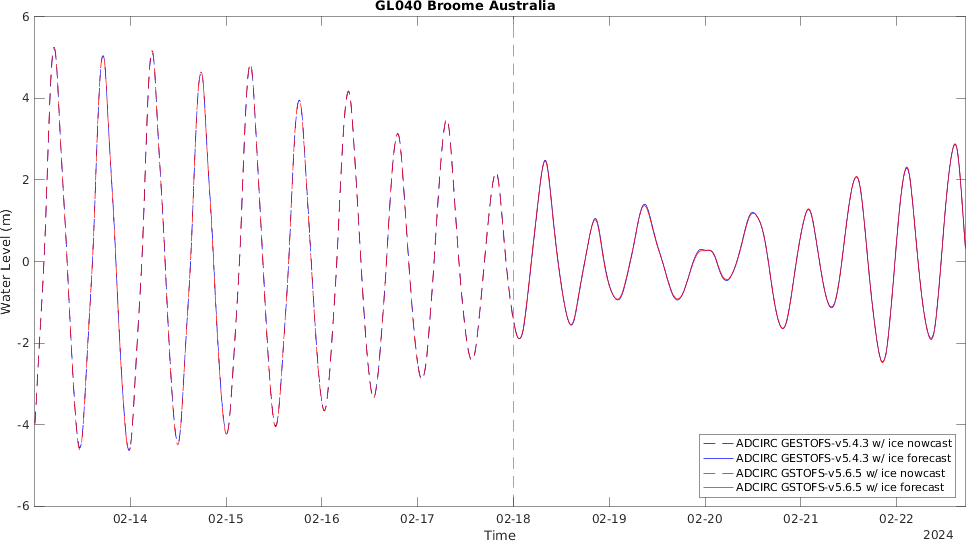 GL040 Broome Australia
6
4
2
0
-2
-4
-6
Water Level (m)
ADCIRC GESTOFS-v5.4.3 w/ ice nowcast
ADCIRC GESTOFS-v5.4.3 w/ ice forecast
ADCIRC GSTOFS-v5.6.5 w/ ice nowcast
ADCIRC GSTOFS-v5.6.5 w/ ice forecast
02-14 02-15 02-16 02-17 02-18 02-19 02-20 02-21 02-22
Time
2024